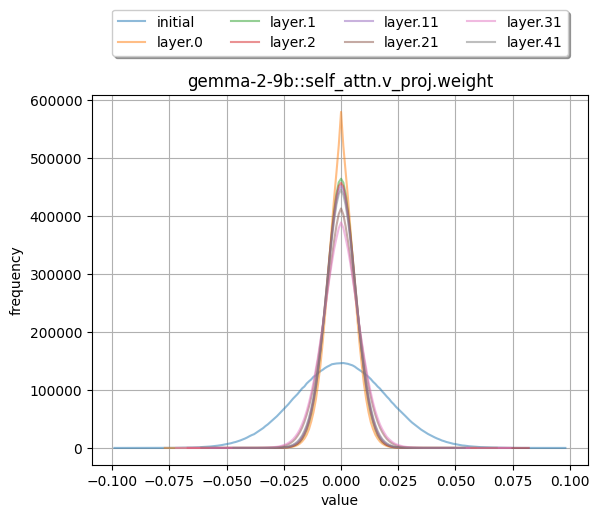 initial layer.1 layer.11 layer.31
layer.0 layer.2 layer.21 layer.41
gemma-2-9b::self_attn.v_proj.weight
600000
500000
400000
300000
200000
100000
0
frequency
−0.100 −0.075 −0.050 −0.025 0.000 0.025 0.050 0.075 0.100
value